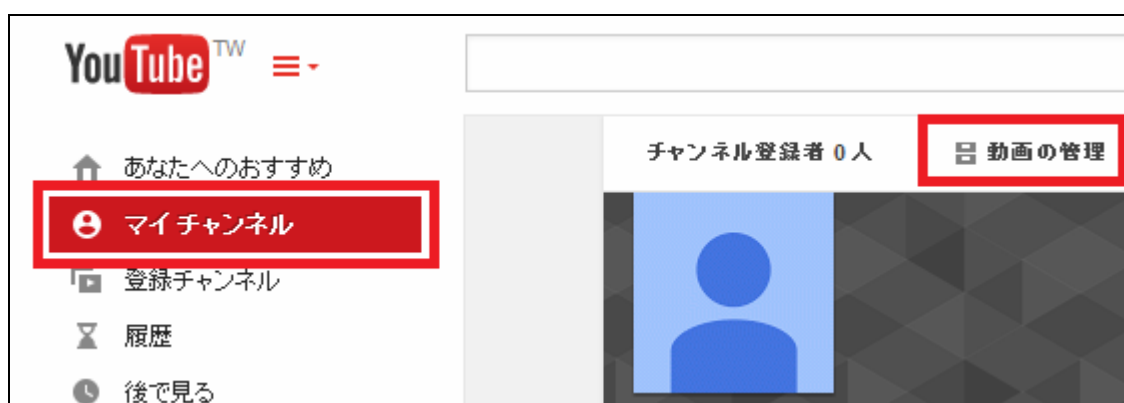 YouTube TW
あなたへのおすすめ
マイ チャンネル
登録チャンネル
履歴
後で見る
チャンネル登録者 0 人
動画の管理